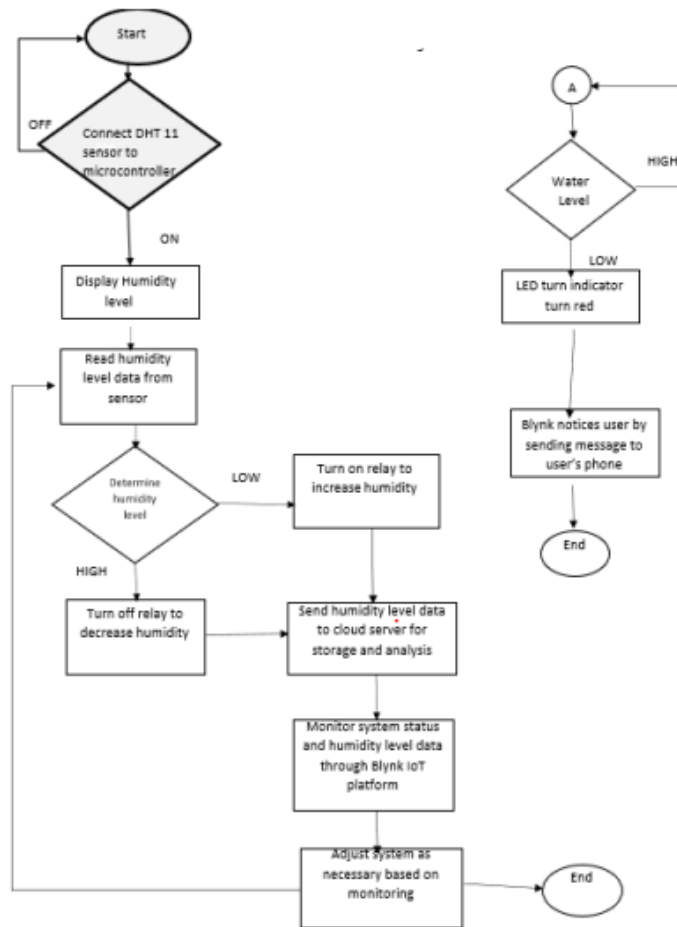 Start
OFF
Connect DHT 11
sensor to
microcontroller
ON
Display Humidity
level
Read humidity
level data from
sensor
Determine
humidity
level
LOW
Turn on relay to
increase humidity
HIGH
Turn off relay to
decrease humidity
Send humidity level data
to cloud server for
storage and analysis
Monitor system status
and humidity level data
through Blynk IoT
platform
Adjust system as
necessary based on
monitoring
End
A
Water
Level
HIGH
LOW
LED turn indicator
turn red
Blynk notices user by
sending message to
user's phone
End